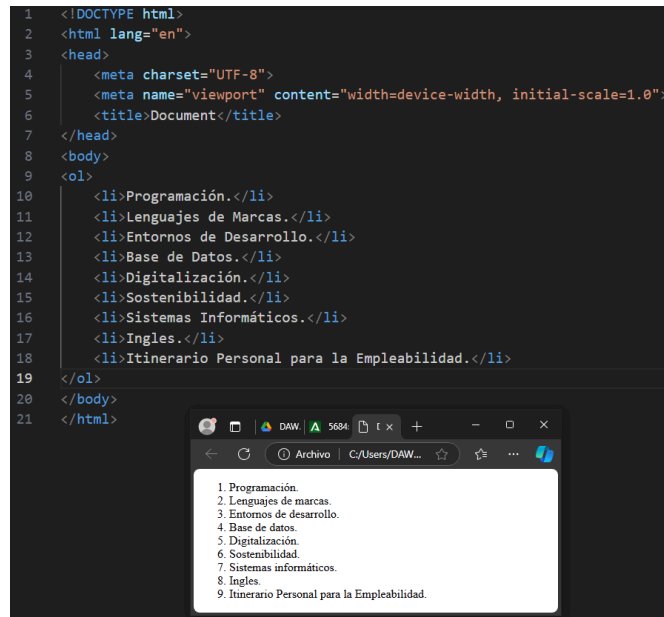 1 <!DOCTYPE html>
2 <html lang="en">
3 <head>
4 <meta charset="UTF-8">
5 <meta name="viewport" content="width=device-width, initial-scale=1.0">
6 <title>Document</title>
7 </head>
8 <body>
9 <ol>
10 <li>Programación.</li>
11 <li>Lenguajes de Marcas.</li>
12 <li>Entornos de Desarrollo.</li>
13 <li>Base de Datos.</li>
14 <li>Digitalización.</li>
15 <li>Sostenibilidad.</li>
16 <li>Sistemas Informáticos.</li>
17 <li>Ingles.</li>
18 <li>Itinerario Personal para la Empleabilidad.</li>
19 </ol>
20 </body>
21 </html>
DAW. 5684:
Archivo C:/Users/DAW...
1. Programación.
2. Lenguajes de marcas.
3. Entornos de desarrollo.
4. Base de datos.
5. Digitalización.
6. Sostenibilidad.
7. Sistemas informáticos.
8. Ingles.
9. Itinerario Personal para la Empleabilidad.